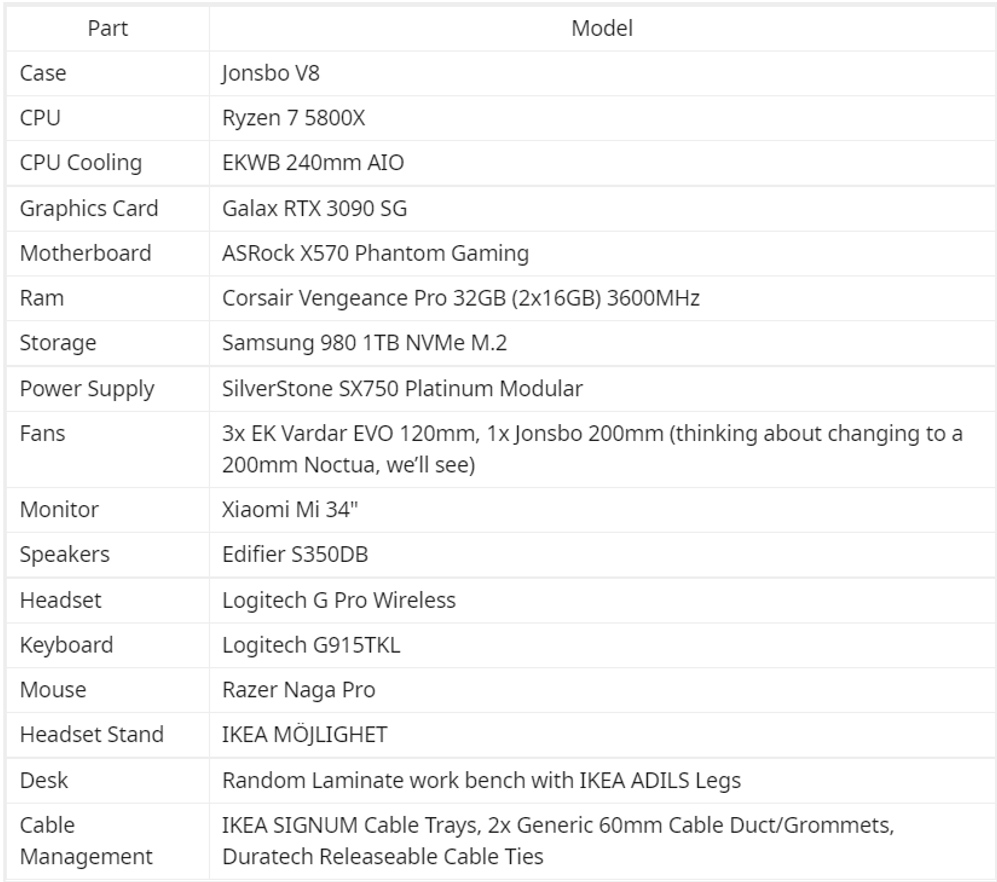 Part Model
Case Jonsbo V8
CPU Ryzen 7 5800X
CPU Cooling EKWB 240mm AIO
Graphics Card Galax RTX 3090 SG
Motherboard ASRock X570 Phantom Gaming
Ram Corsair Vengeance Pro 32GB (2x16GB) 3600MHz
Storage Samsung 980 1TB NVMe M.2
Power Supply SilverStone SX750 Platinum Modular
Fans 3x EK Vardar EVO 120mm, 1x Jonsbo 200mm (thinking about changing to a
200mm Noctua, we’ll see)
Monitor Xiaomi Mi 34"
Speakers Edifier S350DB
Headset Logitech G Pro Wireless
Keyboard Logitech G915TKL
Mouse Razer Naga Pro
Headset Stand IKEA MÖJLIGHET
Desk Random Laminate work bench with IKEA ADILS Legs
Cable IKEA SIGNUM Cable Trays, 2x Generic 60mm Cable Duct/Grommets,
Management Duratech Releaseable Cable Ties